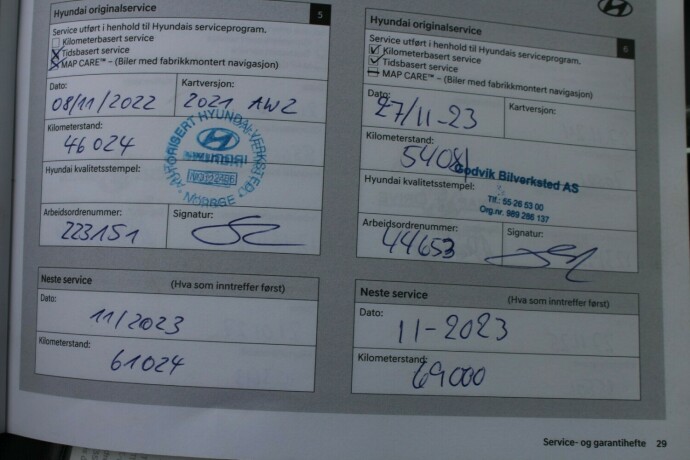 Hyundai originalservice
5
Service utført i henhold til Hyundais serviceprogram.
Kilometerbasert service
Tidsbasert service
MAP CARE™ – (Biler med fabrikkmontert navigasjon)
Dato:
08/11/2022
Kartversjon:
2021 AW2
Kilometerstand:
46024
AUTORISERT HYUNDAI-VERKSTED
HYUNDAI
NORGE
Hyundai kvalitetsstempel:
Arbeidsordrenummer:
223151
Signatur:
Neste service
(Hva som inntreffer først)
Dato:
11/2023
Kilometerstand:
61024
Hyundai originalservice
6
Service utført i henhold til Hyundais serviceprogram.
Kilometerbasert service
Tidsbasert service
MAP CARE™ – (Biler med fabrikkmontert navigasjon)
Dato:
27/11-23
Kartversjon:
Kilometerstand:
54081
Godvik Bilverksted AS
Hyundai kvalitetsstempel:
Tlf.: 55 26 53 00
Org.nr. 989 286 137
Arbeidsordrenummer:
44653
Signatur:
Neste service
(Hva som inntreffer først)
Dato:
11-2023
Kilometerstand:
69000
Service- og garantihefte 29